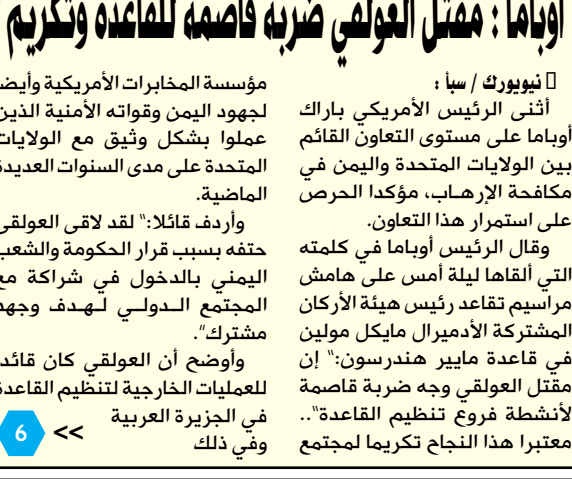 أوباما : مقتل العولقي ضربة قاصمة للقاعدة وتكريم
نيويورك / سبأ :
أثنى الرئيس الأمريكي باراك
أوباما على مستوى التعاون القائم
بين الولايات المتحدة واليمن في
مكافحة الإرهـاب، مؤكدا الحرص
على استمرار هذا التعاون.
وقال الرئيس أوباما في كلمته
التي ألقاها ليلة أمس على هامش
مراسيم تقاعد رئيس هيئة الأركان
المشتركة الأدميرال مايكل مولين
في قاعدة مايير هندرسون:" إن
مقتل العولقي وجه ضربة قاصمة
لأنشطة فروع تنظيم القاعدة"..
معتبرا هذا النجاح تكريما لمجتمع
مؤسسة المخابرات الأمريكية وأيضا
لجهود اليمن وقواته الأمنية الذين
عملوا بشكل وثيق مع الولايات
المتحدة على مدى السنوات العديدة
الماضية.
وأردف قائلا:" لقد لاقى العولقي
حتفه بسبب قرار الحكومة والشعب
اليمني بالدخول في شراكة مع
المجتمع الـدولـي لـهـدف وجهد
مشترك".
وأوضح أن العولقي كان قائدا
للعمليات الخارجية لتنظيم القاعدة
في الجزيرة العربية
وفي ذلك
>> 6